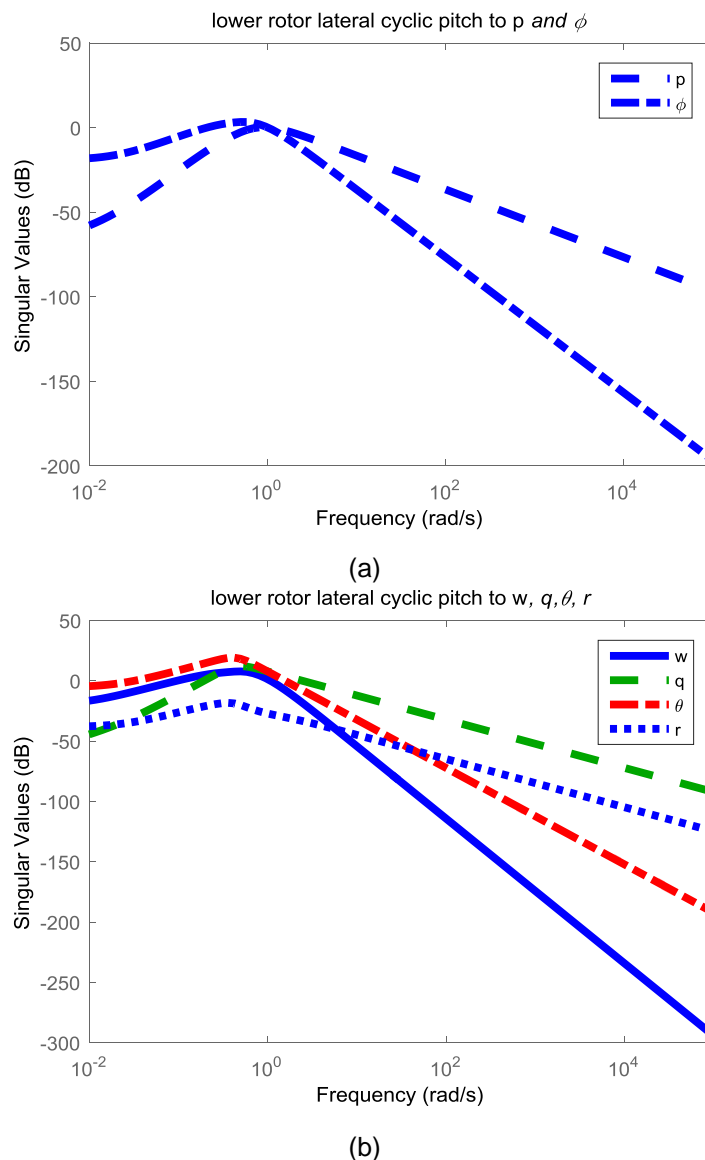 lower rotor lateral cyclic pitch to p and ϕ
50
0
-50
-100
-150
-200
Singular Values (dB)
p
ϕ
10^-2
10^0
10^2
10^4
Frequency (rad/s)
(a)
lower rotor lateral cyclic pitch to w, q,θ, r
50
0
-50
-100
-150
-200
-250
-300
Singular Values (dB)
w
q
θ
r
10^-2
10^0
10^2
10^4
Frequency (rad/s)
(b)